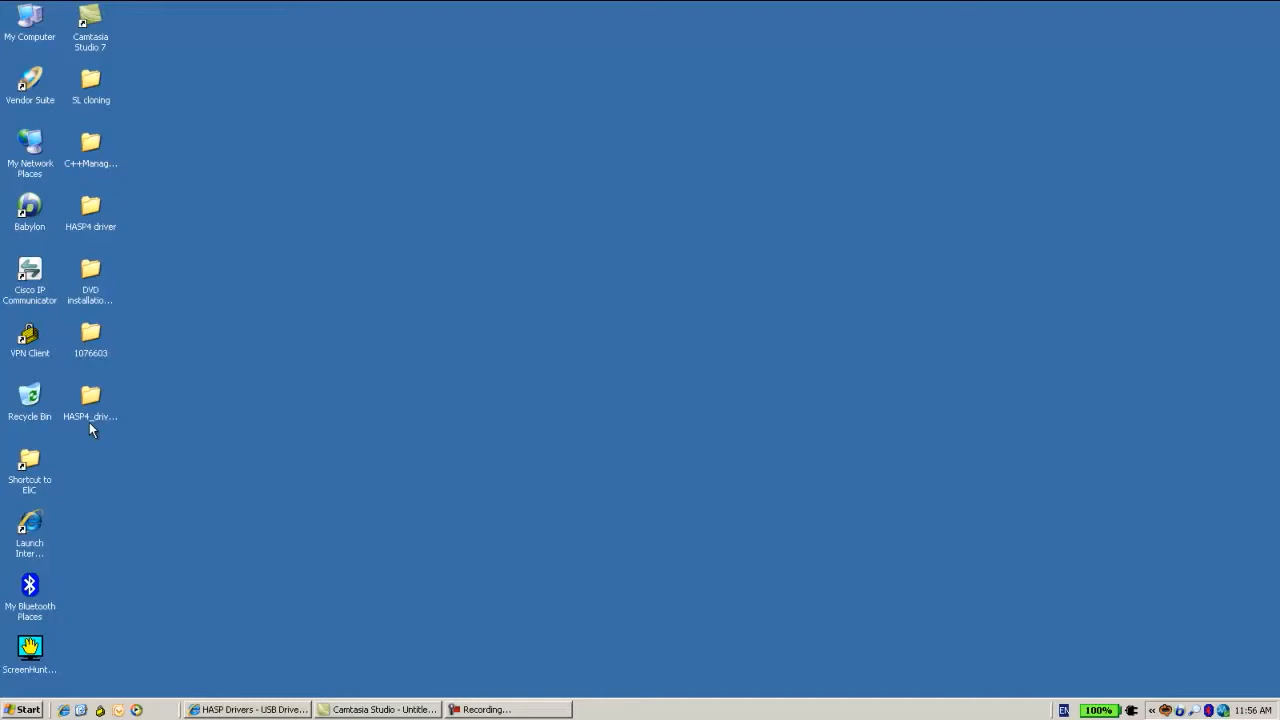 My Computer
Camtasia
Studio 7
Vendor Suite
SL cloning
My Network
Places
C++Manag...
Babylon
HASP4 driver
Cisco IP
Communicator
DVD
installatio...
VPN Client
1076603
Recycle Bin
HASP4_driv...
Shortcut to
EliC
Launch
Inter...
My Bluetooth
Places
ScreenHunt...
Start
HASP Drivers - USB Drive...
Camtasia Studio - Untitle...
Recording...
EN
100%
«
11:56 AM